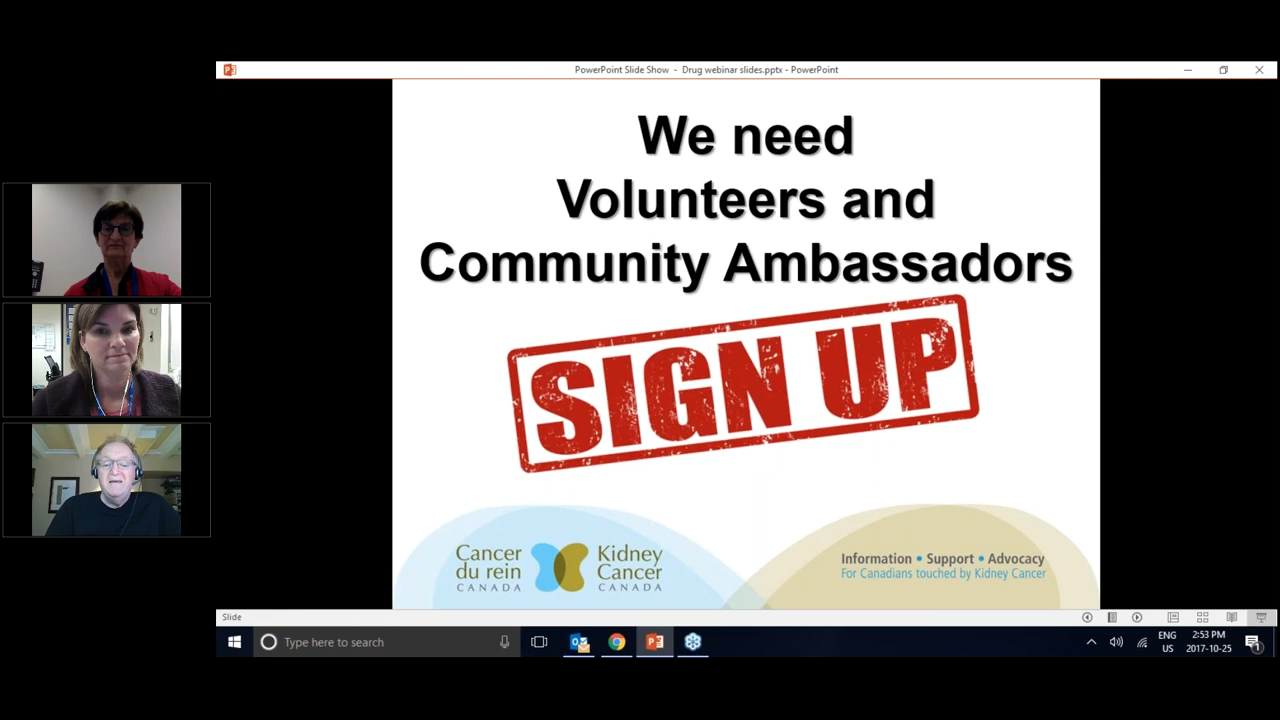 PowerPoint Slide Show - Drug webinar slides.pptx - PowerPoint
We need
Volunteers and
Community Ambassadors
SIGN UP
Cancer
du rein
CANADA
Kidney
Cancer
CANADA
Information • Support • Advocacy
For Canadians touched by Kidney Cancer
Slide
Type here to search
ENG
US
2:53 PM
2017-10-25
1